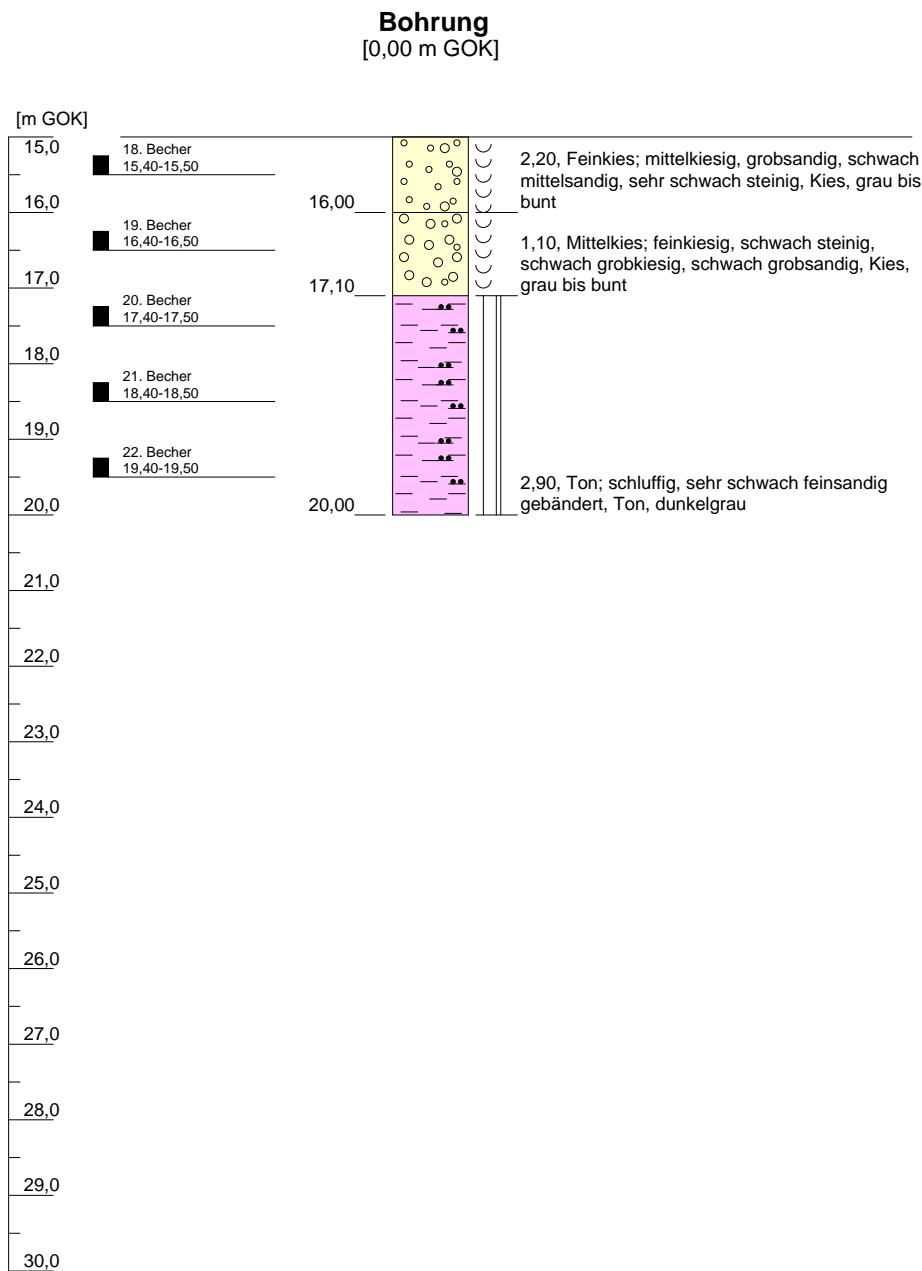 Bohrung
[0,00 m GOK]
[m GOK]
15,0
18. Becher
15,40-15,50
2,20, Feinkies; mittelkiesig, grobsandig, schwach
mittelsandig, sehr schwach steinig, Kies, grau bis
bunt
16,0
16,00
19. Becher
16,40-16,50
1,10, Mittelkies; feinkiesig, schwach steinig,
schwach grobkiesig, schwach grobsandig, Kies,
grau bis bunt
17,0
17,10
20. Becher
17,40-17,50
18,0
21. Becher
18,40-18,50
19,0
22. Becher
19,40-19,50
2,90, Ton; schluffig, sehr schwach feinsandig
gebändert, Ton, dunkelgrau
20,0
20,00
21,0
22,0
23,0
24,0
25,0
26,0
27,0
28,0
29,0
30,0